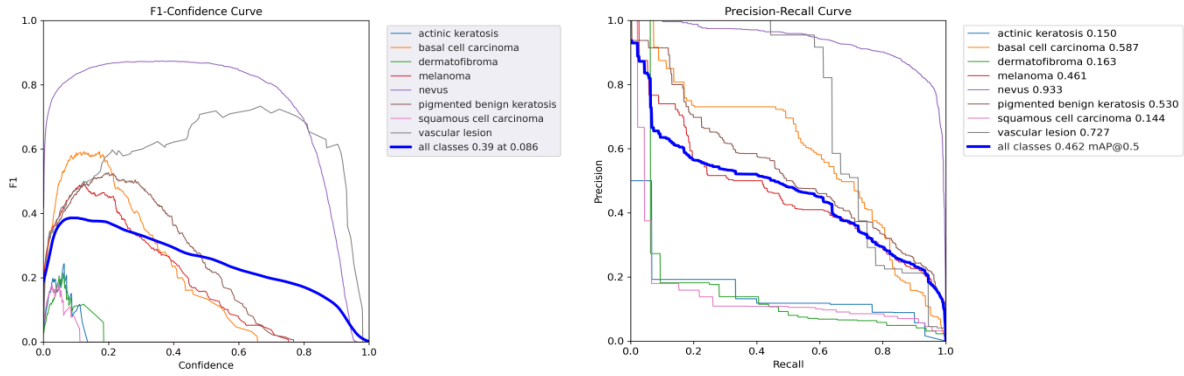 F1-Confidence Curve
1.0
0.8
0.6
0.4
0.2
0.0
F1
0.0 0.2 0.4 0.6 0.8 1.0
Confidence
actinic keratosis
basal cell carcinoma
dermatofibroma
melanoma
nevus
pigmented benign keratosis
squamous cell carcinoma
vascular lesion
all classes 0.39 at 0.086
Precision-Recall Curve
1.0
0.8
0.6
0.4
0.2
0.0
Precision
0.0 0.2 0.4 0.6 0.8 1.0
Recall
actinic keratosis 0.150
basal cell carcinoma 0.587
dermatofibroma 0.163
melanoma 0.461
nevus 0.933
pigmented benign keratosis 0.530
squamous cell carcinoma 0.144
vascular lesion 0.727
all classes 0.462 mAP@0.5